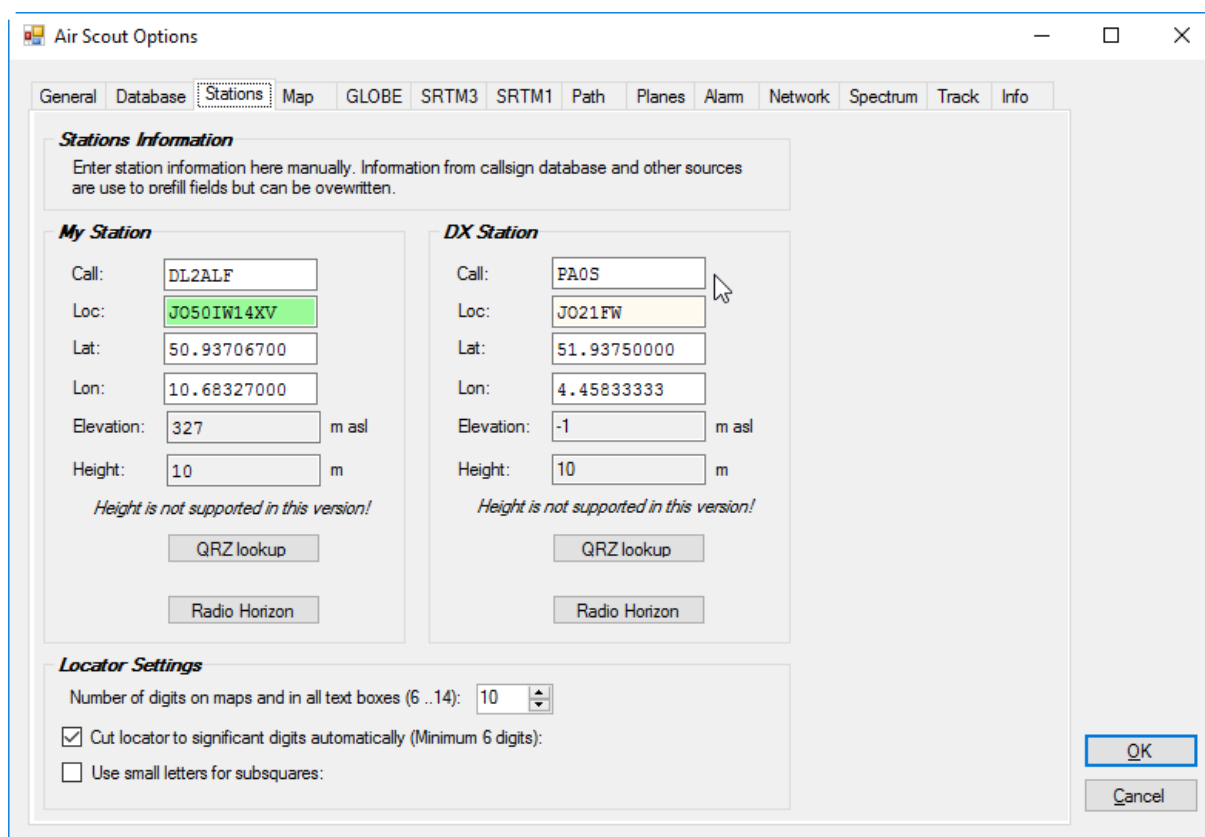 Air Scout Options
General Database Stations Map GLOBE SRTM3 SRTM1 Path Planes Alarm Network Spectrum Track Info
Stations Information
Enter station information here manually. Information from callsign database and other sources
are use to prefill fields but can be ovewritten.
My Station
Call: DL2ALF
Loc: JO50IW14XV
Lat: 50.93706700
Lon: 10.68327000
Elevation: 327 m asl
Height: 10 m
Height is not supported in this version!
QRZ lookup
Radio Horizon
DX Station
Call: PA0S
Loc: JO21FW
Lat: 51.93750000
Lon: 4.45833333
Elevation: -1 m asl
Height: 10 m
Height is not supported in this version!
QRZ lookup
Radio Horizon
Locator Settings
Number of digits on maps and in all text boxes (6 ..14): 10
Cut locator to significant digits automatically (Minimum 6 digits):
Use small letters for subsquares:
OK
Cancel